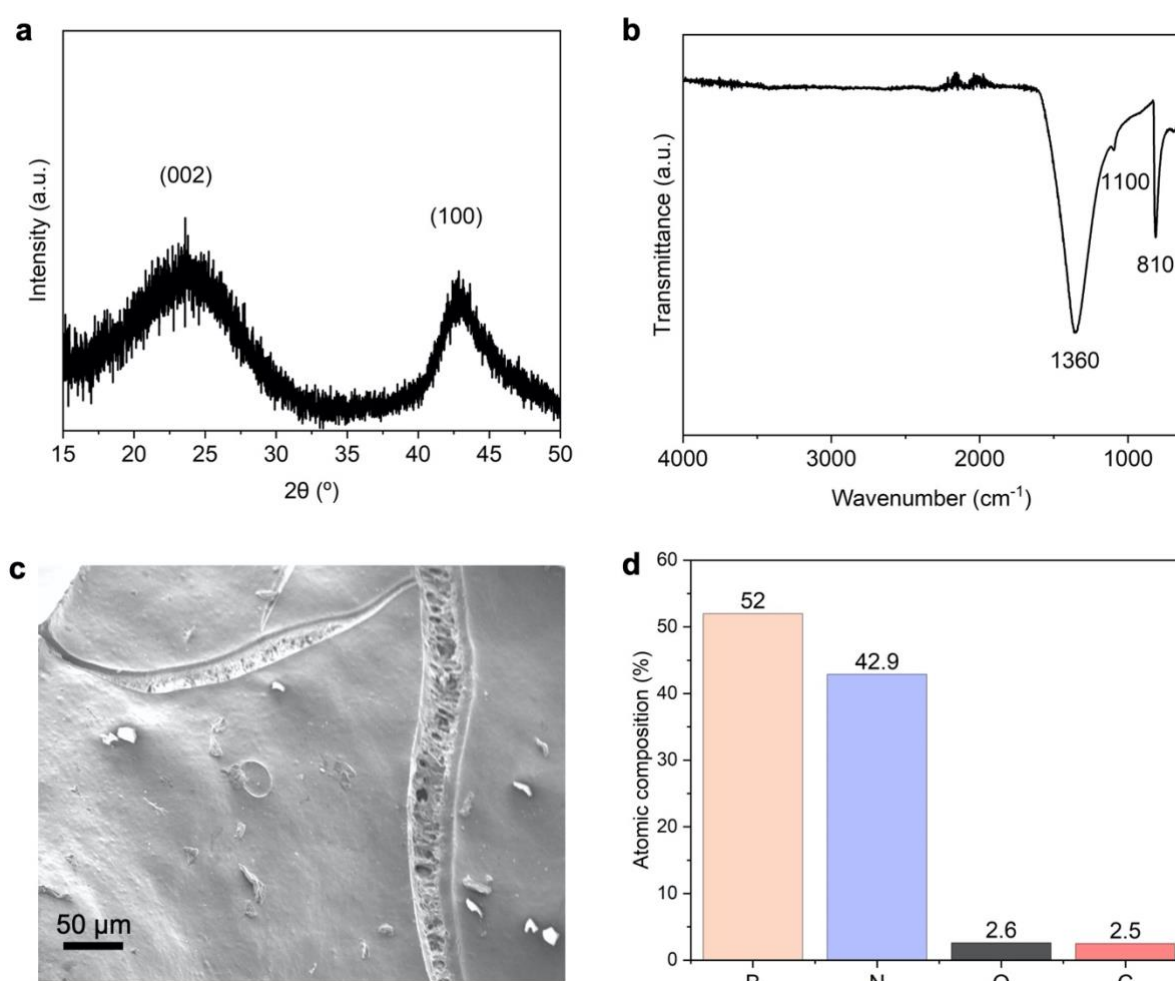 a
(002)
(100)
Intensity (a.u.)
15 20 25 30 35 40 45 50
2θ (º)
b
1100
810
1360
Transmittance (a.u.)
4000 3000 2000 1000
Wavenumber (cm⁻¹)
c
50 µm
d
60
50
40
30
20
10
0
52
42.9
2.6
2.5
Atomic composition (%)